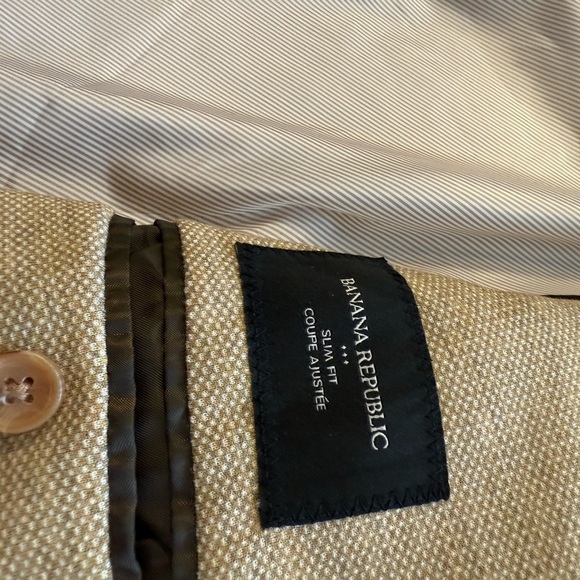 BANANA REPUBLIC
SLIM FIT
COUPE AJUSTÉE